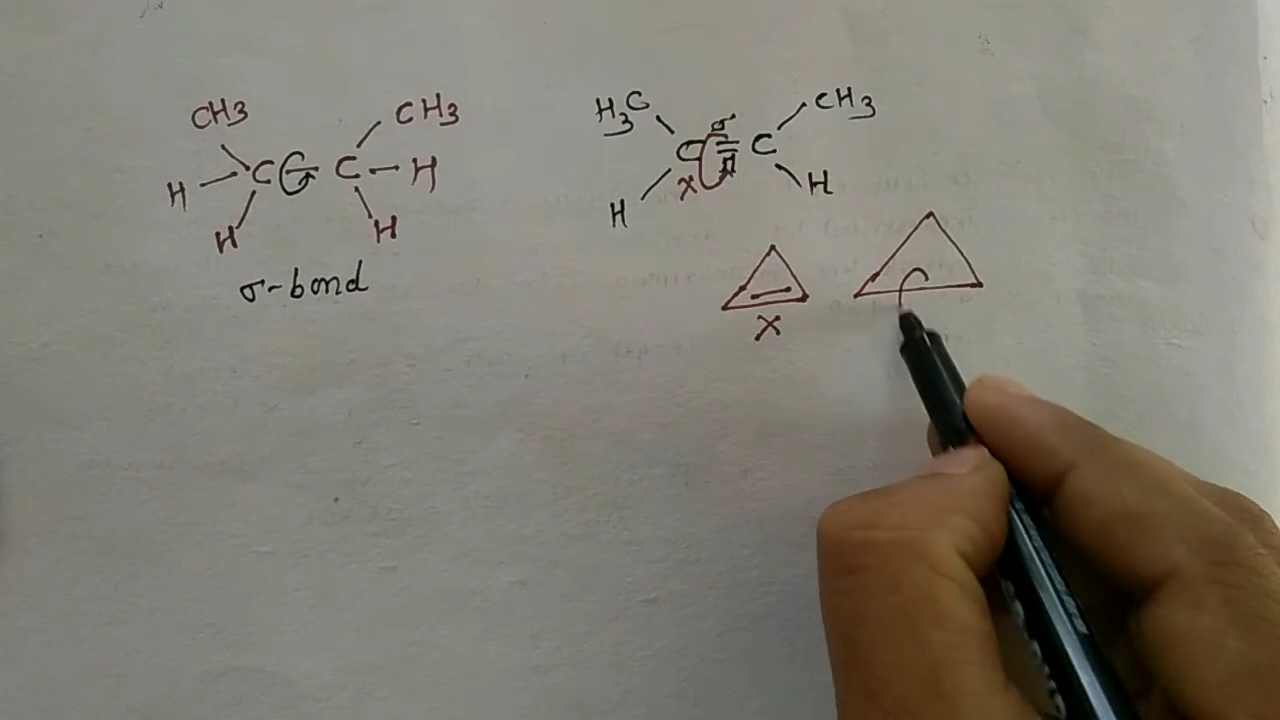 CH3 CH3
H C C H
H H
σ-bond
H3C CH3
σ
C = C
π
X
H H
X